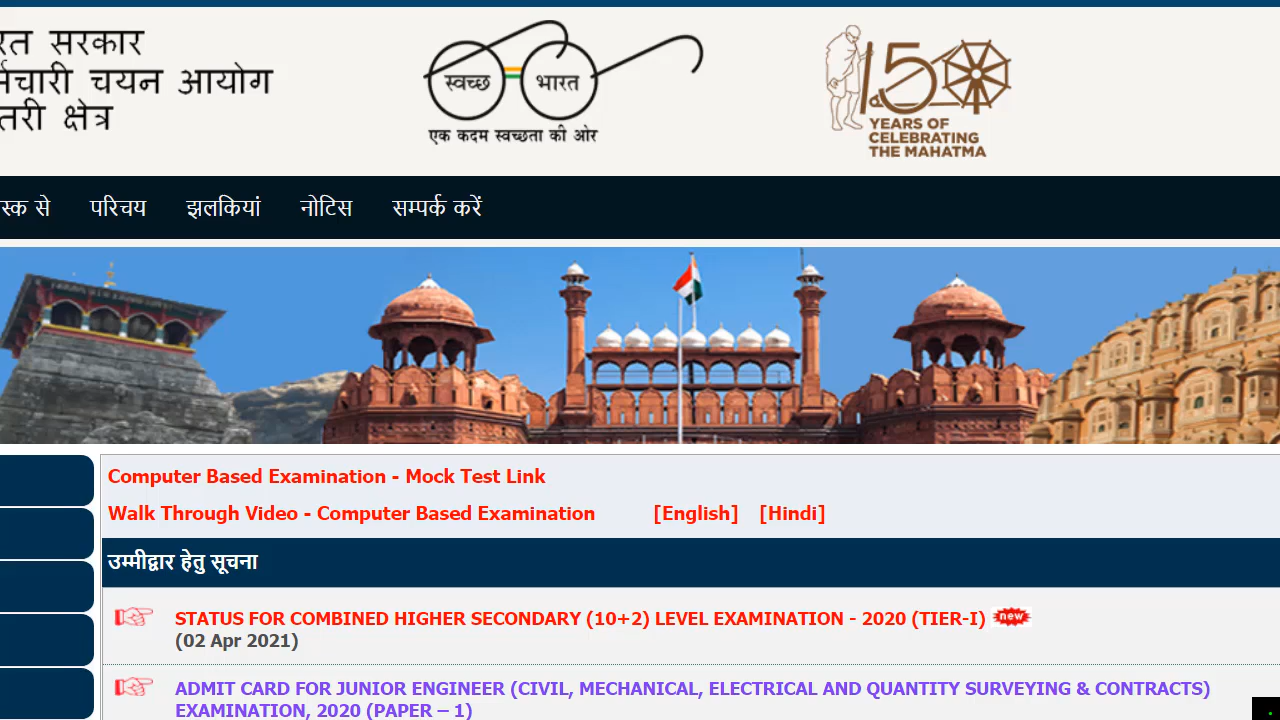 सरकार
चयन आयोग
क्षेत्र
स्वच्छ भारत
एक कदम स्वच्छता की ओर
150
YEARS OF
CELEBRATING
THE MAHATMA
से परिचय झलकियां नोटिस सम्पर्क करें
Computer Based Examination - Mock Test Link
Walk Through Video - Computer Based Examination [English] [Hindi]
उम्मीद्वार हेतु सूचना
STATUS FOR COMBINED HIGHER SECONDARY (10+2) LEVEL EXAMINATION - 2020 (TIER-I) new
(02 Apr 2021)
ADMIT CARD FOR JUNIOR ENGINEER (CIVIL, MECHANICAL, ELECTRICAL AND QUANTITY SURVEYING & CONTRACTS)
EXAMINATION, 2020 (PAPER – 1)